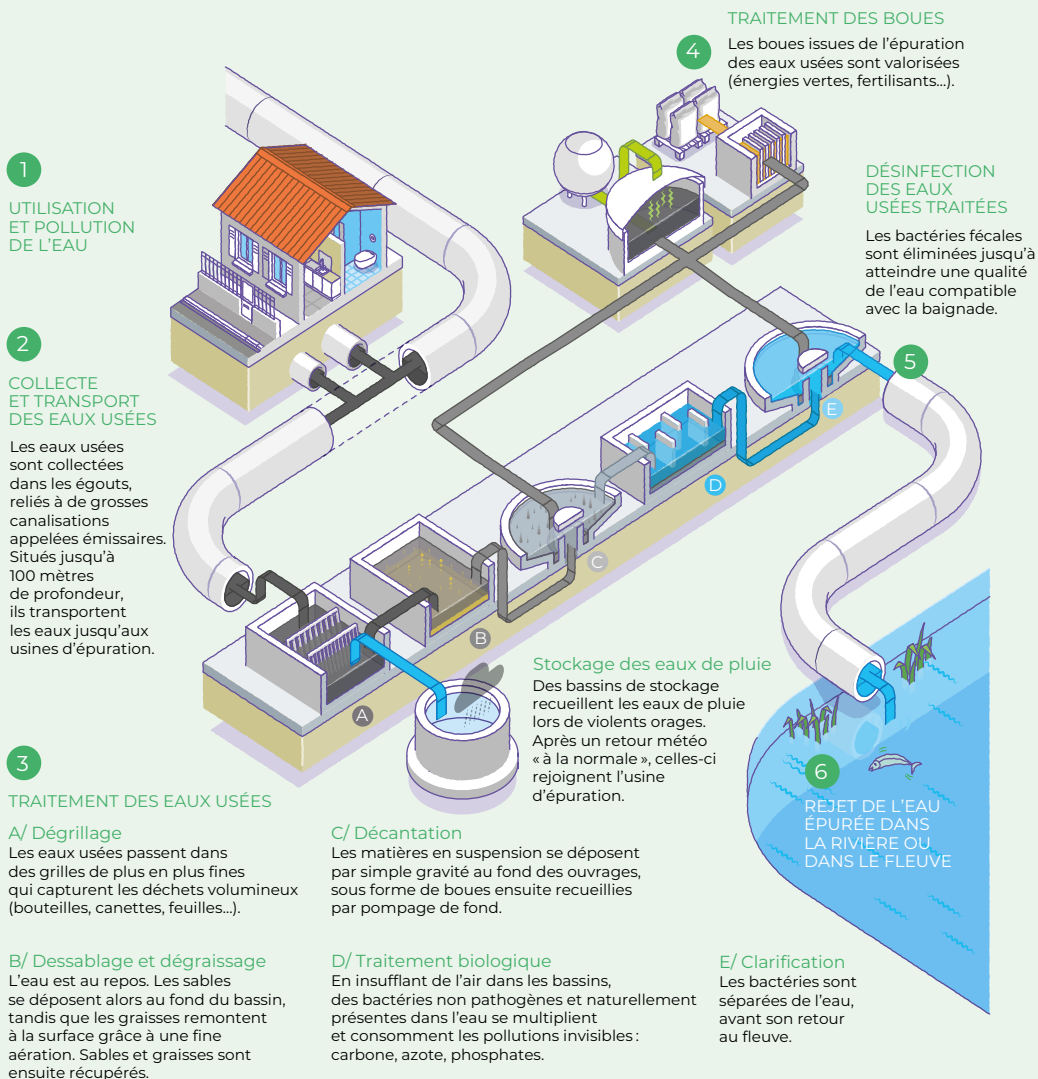 1
UTILISATION
ET POLLUTION
DE L’EAU
2
COLLECTE
ET TRANSPORT
DES EAUX USÉES
Les eaux usées
sont collectées
dans les égouts,
reliés à de grosses
canalisations
appelées émissaires.
Situés jusqu’à
100 mètres
de profondeur,
ils transportent
les eaux jusqu’aux
usines d’épuration.
TRAITEMENT DES BOUES
4
Les boues issues de l’épuration
des eaux usées sont valorisées
(énergies vertes, fertilisants…).
DÉSINFECTION
DES EAUX
USÉES TRAITÉES
Les bactéries fécales
sont éliminées jusqu’à
atteindre une qualité
de l’eau compatible
avec la baignade.
5
E
D
C
B
A
Stockage des eaux de pluie
Des bassins de stockage
recueillent les eaux de pluie
lors de violents orages.
Après un retour météo
« à la normale », celles-ci
rejoignent l’usine
d’épuration.
6
REJET DE L’EAU
ÉPURÉE DANS
LA RIVIÈRE OU
DANS LE FLEUVE
3
TRAITEMENT DES EAUX USÉES
A/ Dégrillage
Les eaux usées passent dans
des grilles de plus en plus fines
qui capturent les déchets volumineux
(bouteilles, canettes, feuilles…).
B/ Dessablage et dégraissage
L’eau est au repos. Les sables
se déposent alors au fond du bassin,
tandis que les graisses remontent
à la surface grâce à une fine
aération. Sables et graisses sont
ensuite récupérés.
C/ Décantation
Les matières en suspension se déposent
par simple gravité au fond des ouvrages,
sous forme de boues ensuite recueillies
par pompage de fond.
D/ Traitement biologique
En insufflant de l’air dans les bassins,
des bactéries non pathogènes et naturellement
présentes dans l’eau se multiplient
et consomment les pollutions invisibles :
carbone, azote, phosphates.
E/ Clarification
Les bactéries sont
séparées de l’eau,
avant son retour
au fleuve.